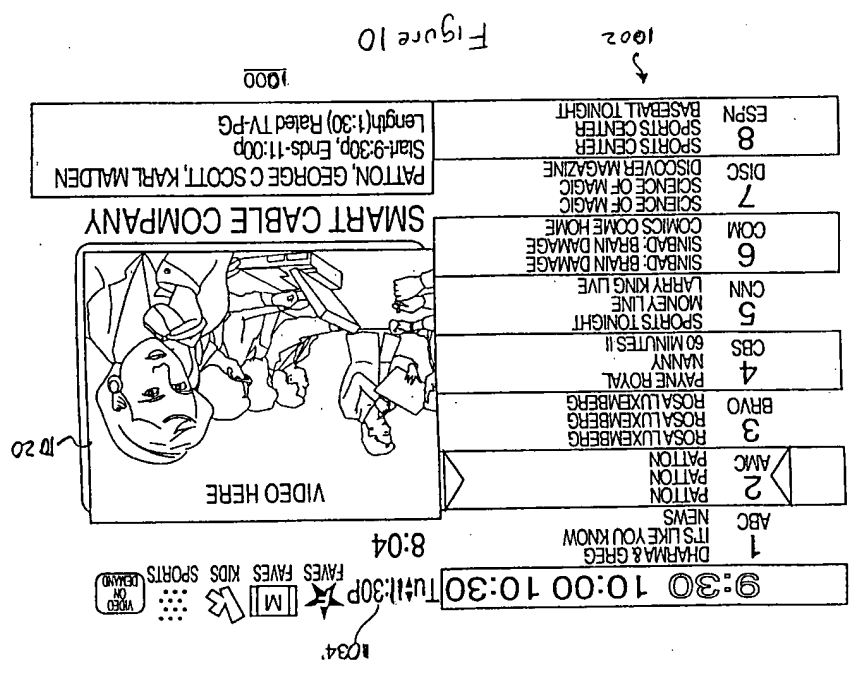 1034'
9:30 10:00 10:30
FAVES
M
FAVES
KIDS
SPORTS
VIDEO
ON
DEMAND
8:04
1
ABC
DHARMA & GREG
IT'S LIKE YOU KNOW
NEWS
2
AMC
PATTON
PATTON
PATTON
3
BRVO
ROSA LUXEMBERG
ROSA LUXEMBERG
ROSA LUXEMBERG
4
CBS
PAYNE ROYAL
NANNY
60 MINUTES II
5
CNN
SPORTS TONIGHT
MONEY LINE
LARRY KING LIVE
6
COM
SINBAD: BRAIN DAMAGE
SINBAD: BRAIN DAMAGE
COMICS COME HOME
7
DISC
SCIENCE OF MAGIC
SCIENCE OF MAGIC
DISCOVER MAGAZINE
8
ESPN
SPORTS CENTER
SPORTS CENTER
BASEBALL TONIGHT
VIDEO HERE
1020
SMART CABLE COMPANY
PATTON, GEORGE C SCOTT, KARL MALDEN
Start-9:30p, Ends-11:00p
Length(1:30) Rated TV-PG
1002
1000
Figure 10